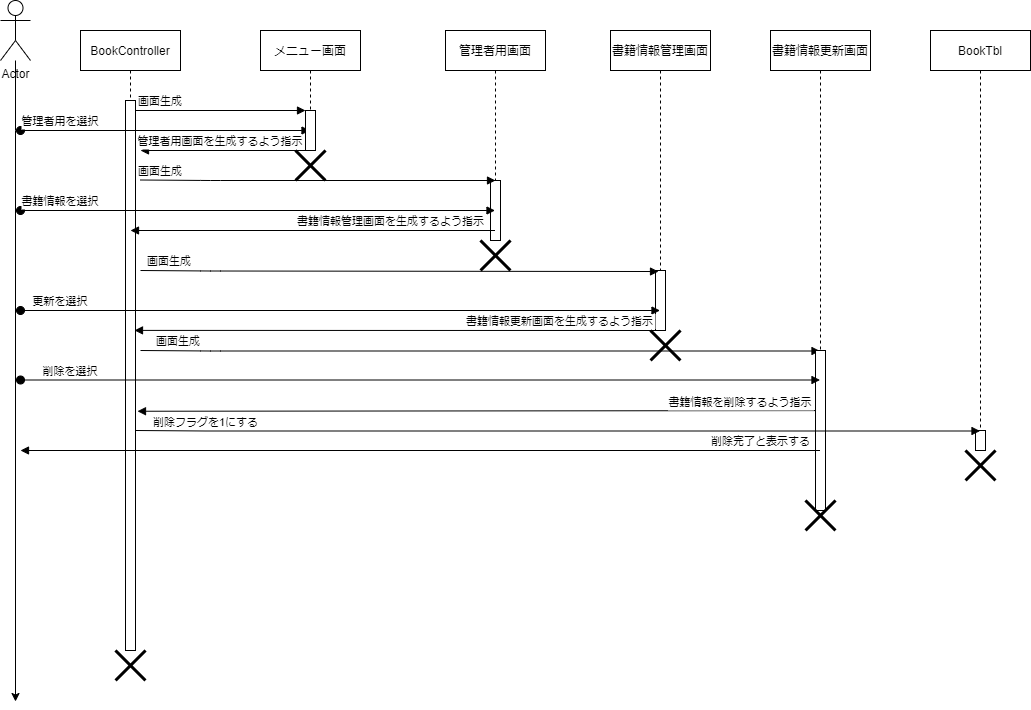 Actor
BookController
メニュー画面
管理者用画面
書籍情報管理画面
書籍情報更新画面
BookTbl
画面生成
管理者用を選択
管理者用画面を生成するよう指示
画面生成
書籍情報を選択
書籍情報管理画面を生成するよう指示
画面生成
更新を選択
書籍情報更新画面を生成するよう指示
画面生成
削除を選択
書籍情報を削除するよう指示
削除フラグを1にする
削除完了と表示する